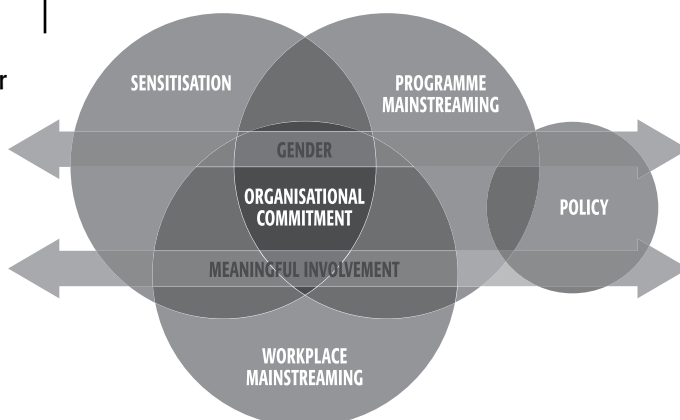 r
SENSITISATION
PROGRAMME
MAINSTREAMING
GENDER
ORGANISATIONAL
COMMITMENT
POLICY
MEANINGFUL INVOLVEMENT
WORKPLACE
MAINSTREAMING